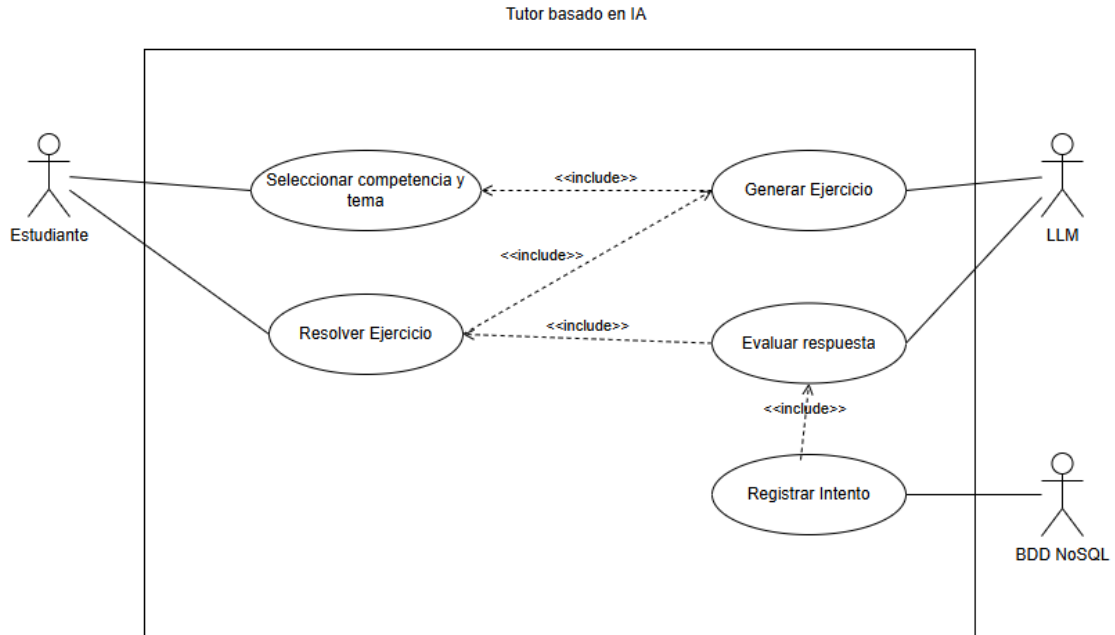 Tutor basado en IA
Estudiante
Seleccionar competencia y
tema
<<include>>
Generar Ejercicio
LLM
<<include>>
Resolver Ejercicio
<<include>>
Evaluar respuesta
<<include>>
Registrar Intento
BDD NoSQL